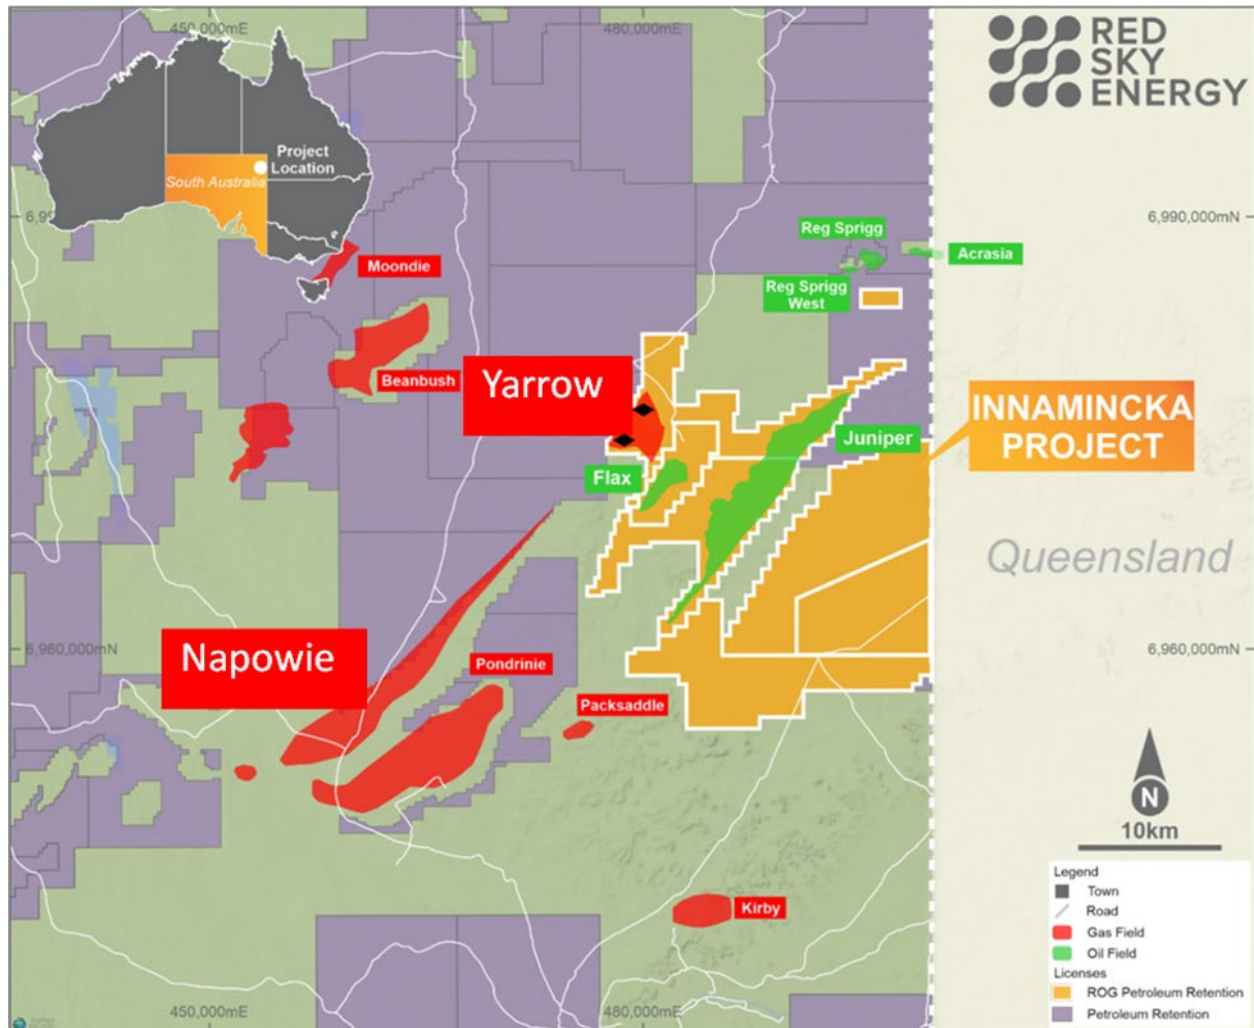 450,000mE
480,000mE
RED
SKY
ENERGY
Project
Location
South Australia
6,990,000mN
Reg Sprigg
Acrasia
Moondie
Reg Sprigg
West
Beanbush
Yarrow
INNAMINCKA
PROJECT
Juniper
Flax
Queensland
Napowie
6,960,000mN
6,960,000mN
Pondrinie
Packsaddle
N
10km
Kirby
Legend
Town
Road
Gas Field
Oil Field
Licenses
ROG Petroleum Retention
Petroleum Retention
450,000mE
480,000mE